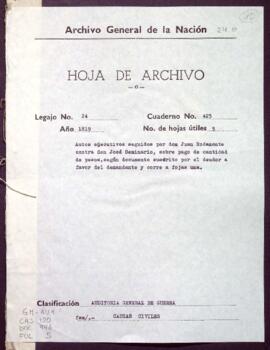 Archivo General de la Nación
HOJA DE ARCHIVO
Legajo No. 24 Cuaderno No. 425
Año 1819 No. de hojas útiles 5
Autos ejecutivos seguidos por don Juan
contra don José Seminario, sobre pago de cantidad
de pesos, según documento suscrito por el deudor a
favor del demandante y corre a fojas una.
Clasificación AUDITORIA GENERAL DE GUERRA
CAUSAS CIVILES